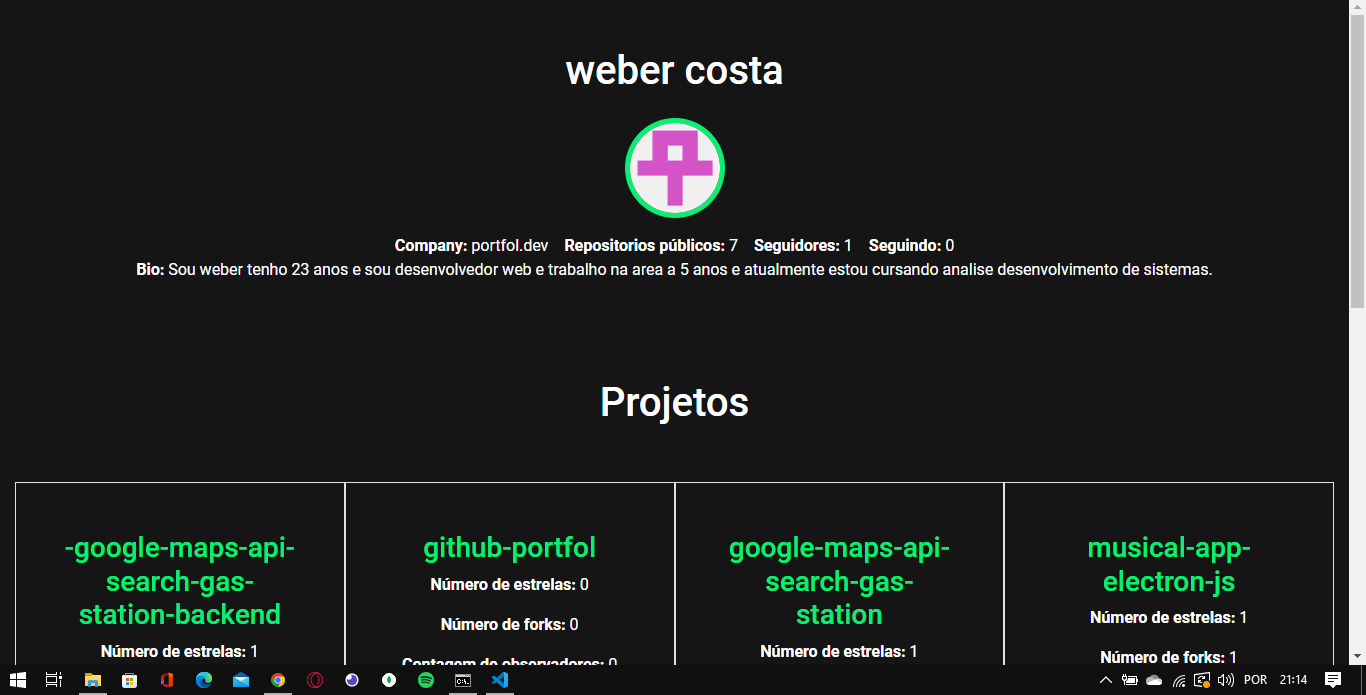 weber costa
Company: portfol.dev Repositorios públicos: 7 Seguidores: 1 Seguindo: 0
Bio: Sou weber tenho 23 anos e sou desenvolvedor web e trabalho na area a 5 anos e atualmente estou cursando analise desenvolvimento de sistemas.
Projetos
-google-maps-api-
search-gas-
station-backend
Número de estrelas: 1
github-portfol
Número de estrelas: 0
Número de forks: 0
Contagem de observadores: 0
google-maps-api-
search-gas-
station
Número de estrelas: 1
musical-app-
electron-js
Número de estrelas: 1
Número de forks: 1
POR 21:14